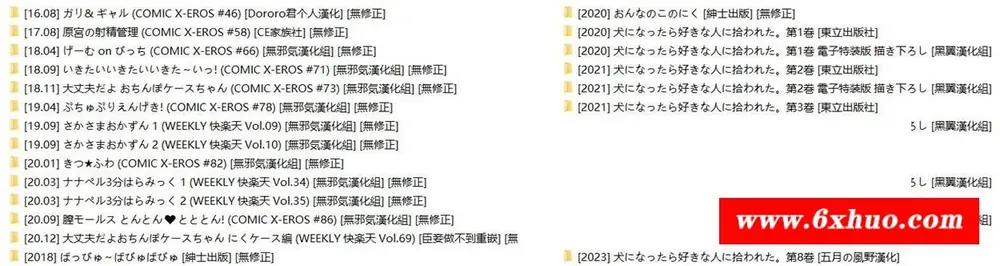 [16.08] ガリ& ギャル (COMIC X-EROS #46) [Dororo君个人漢化] [無修正]
[17.08] 原宮の射精管理 (COMIC X-EROS #58) [CE家族社] [無修正]
[18.04] げーむ on びっち (COMIC X-EROS #66) [無邪気漢化組] [無修正]
[18.09] いきたいいきたいいきた～いっ! (COMIC X-EROS #71) [無邪気漢化組] [無修正]
[18.11] 大丈夫だよ おちんぽケースちゃん (COMIC X-EROS #73) [無邪気漢化組] [無修正]
[19.04] ぷちゅぷりえんげき! (COMIC X-EROS #78) [無邪気漢化組] [無修正]
[19.09] さかさまおかずん 1 (WEEKLY 快楽天 Vol.09) [無邪気漢化組] [無修正]
[19.09] さかさまおかずん 2 (WEEKLY 快楽天 Vol.10) [無邪気漢化組] [無修正]
[20.01] きつ★ふわ (COMIC X-EROS #82) [無邪気漢化組] [無修正]
[20.03] ナナペル3分はらみっく 1 (WEEKLY 快楽天 Vol.34) [無邪気漢化組] [無修正]
[20.03] ナナペル3分はらみっく 2 (WEEKLY 快楽天 Vol.35) [無邪気漢化組] [無修正]
[20.09] 膣モールス とんとん♥とととん! (COMIC X-EROS #86) [無邪気漢化組] [無修正]
[20.12] 大丈夫だよおちんぽケースちゃん にくケース編 (WEEKLY 快楽天 Vol.69) [臣妾做不到重嵌] [無
[2018] ばっびゅ～ばびゅばびゅ [紳士出版] [無修正]
[2020] おんなのこのにく [紳士出版] [無修正]
[2020] 犬になったら好きな人に拾われた。第1巻 [東立出版社]
[2020] 犬になったら好きな人に拾われた。第1巻 電子特装版 描き下ろし [黑翼漢化組]
[2021] 犬になったら好きな人に拾われた。第2巻 [東立出版社]
[2021] 犬になったら好きな人に拾われた。第2巻 電子特装版 描き下ろし [黑翼漢化組]
[2021] 犬になったら好きな人に拾われた。第3巻 [東立出版社]
ろし [黑翼漢化組]
ろし [黑翼漢化組]
www.6xhuo.com
[2023] 犬になったら好きな人に拾われた。第8巻 [五月の風野漢化]